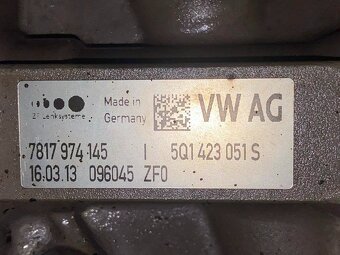 Made in
Germany
VW AG
ZF Lenksysteme
7817 974 145 I 5Q1 423 051 S
16.03.13 096045 ZF0